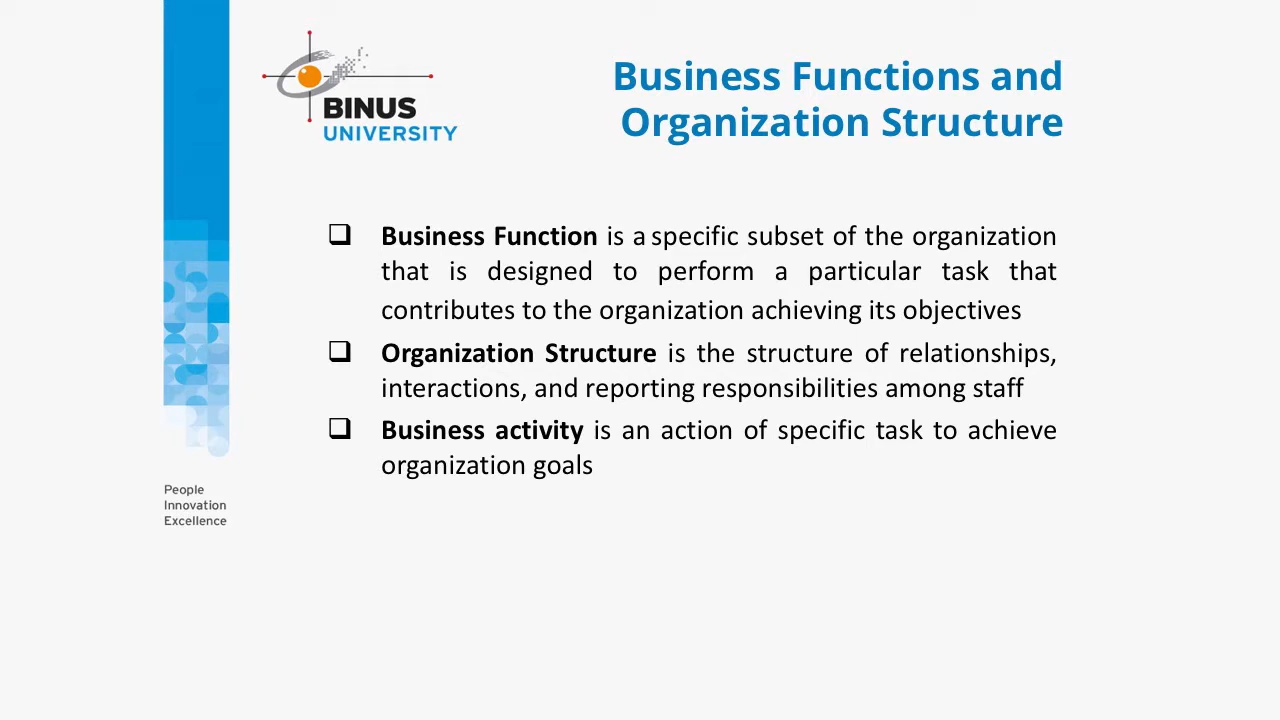 BINUS
UNIVERSITY
Business Functions and
Organization Structure
Business Function is a specific subset of the organization
that is designed to perform a particular task that
contributes to the organization achieving its objectives
Organization Structure is the structure of relationships,
interactions, and reporting responsibilities among staff
Business activity is an action of specific task to achieve
organization goals
People
Innovation
Excellence